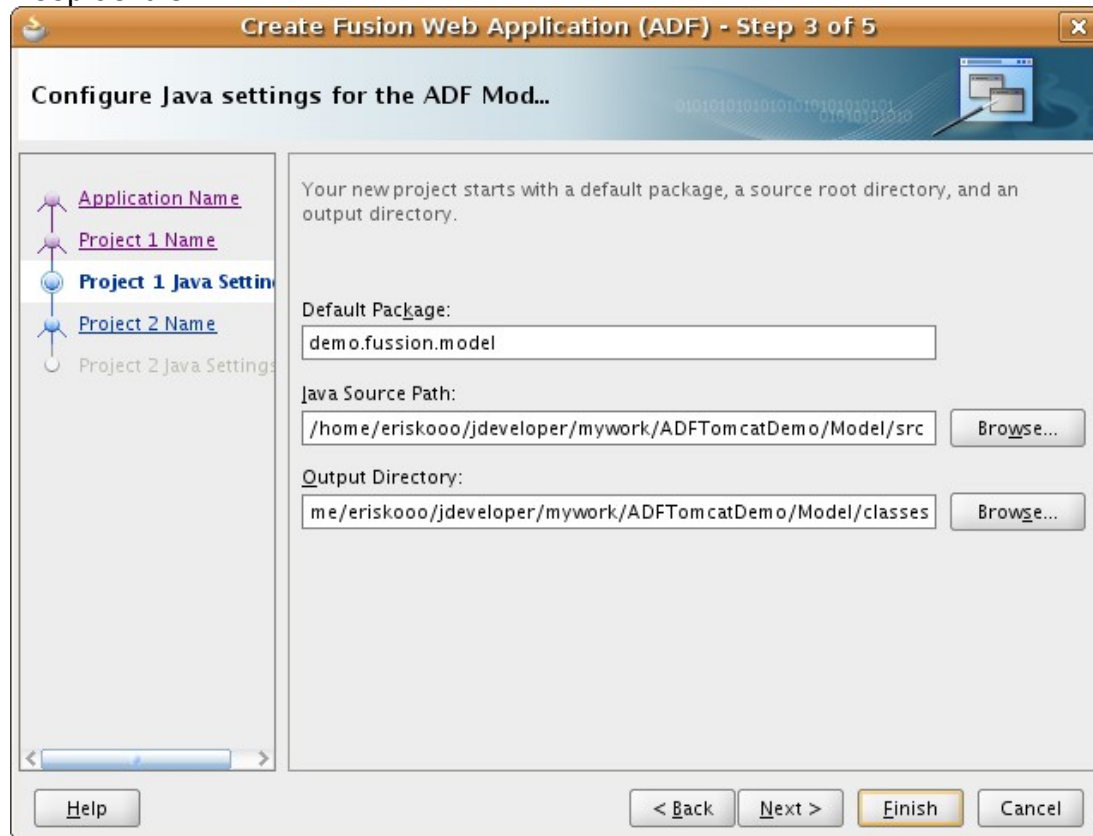 Create Fusion Web Application (ADF) - Step 3 of 5
Configure Java settings for the ADF Mod...
Application Name
Project 1 Name
Project 1 Java Settin
Project 2 Name
Project 2 Java Settings
Your new project starts with a default package, a source root directory, and an
output directory.
Default Package:
demo.fussion.model
Java Source Path:
/home/eriskooo/jdeveloper/mywork/ADFTomcatDemo/Model/src
Browse...
Output Directory:
me/eriskooo/jdeveloper/mywork/ADFTomcatDemo/Model/classes
Browse...
Help
< Back
Next >
Finish
Cancel